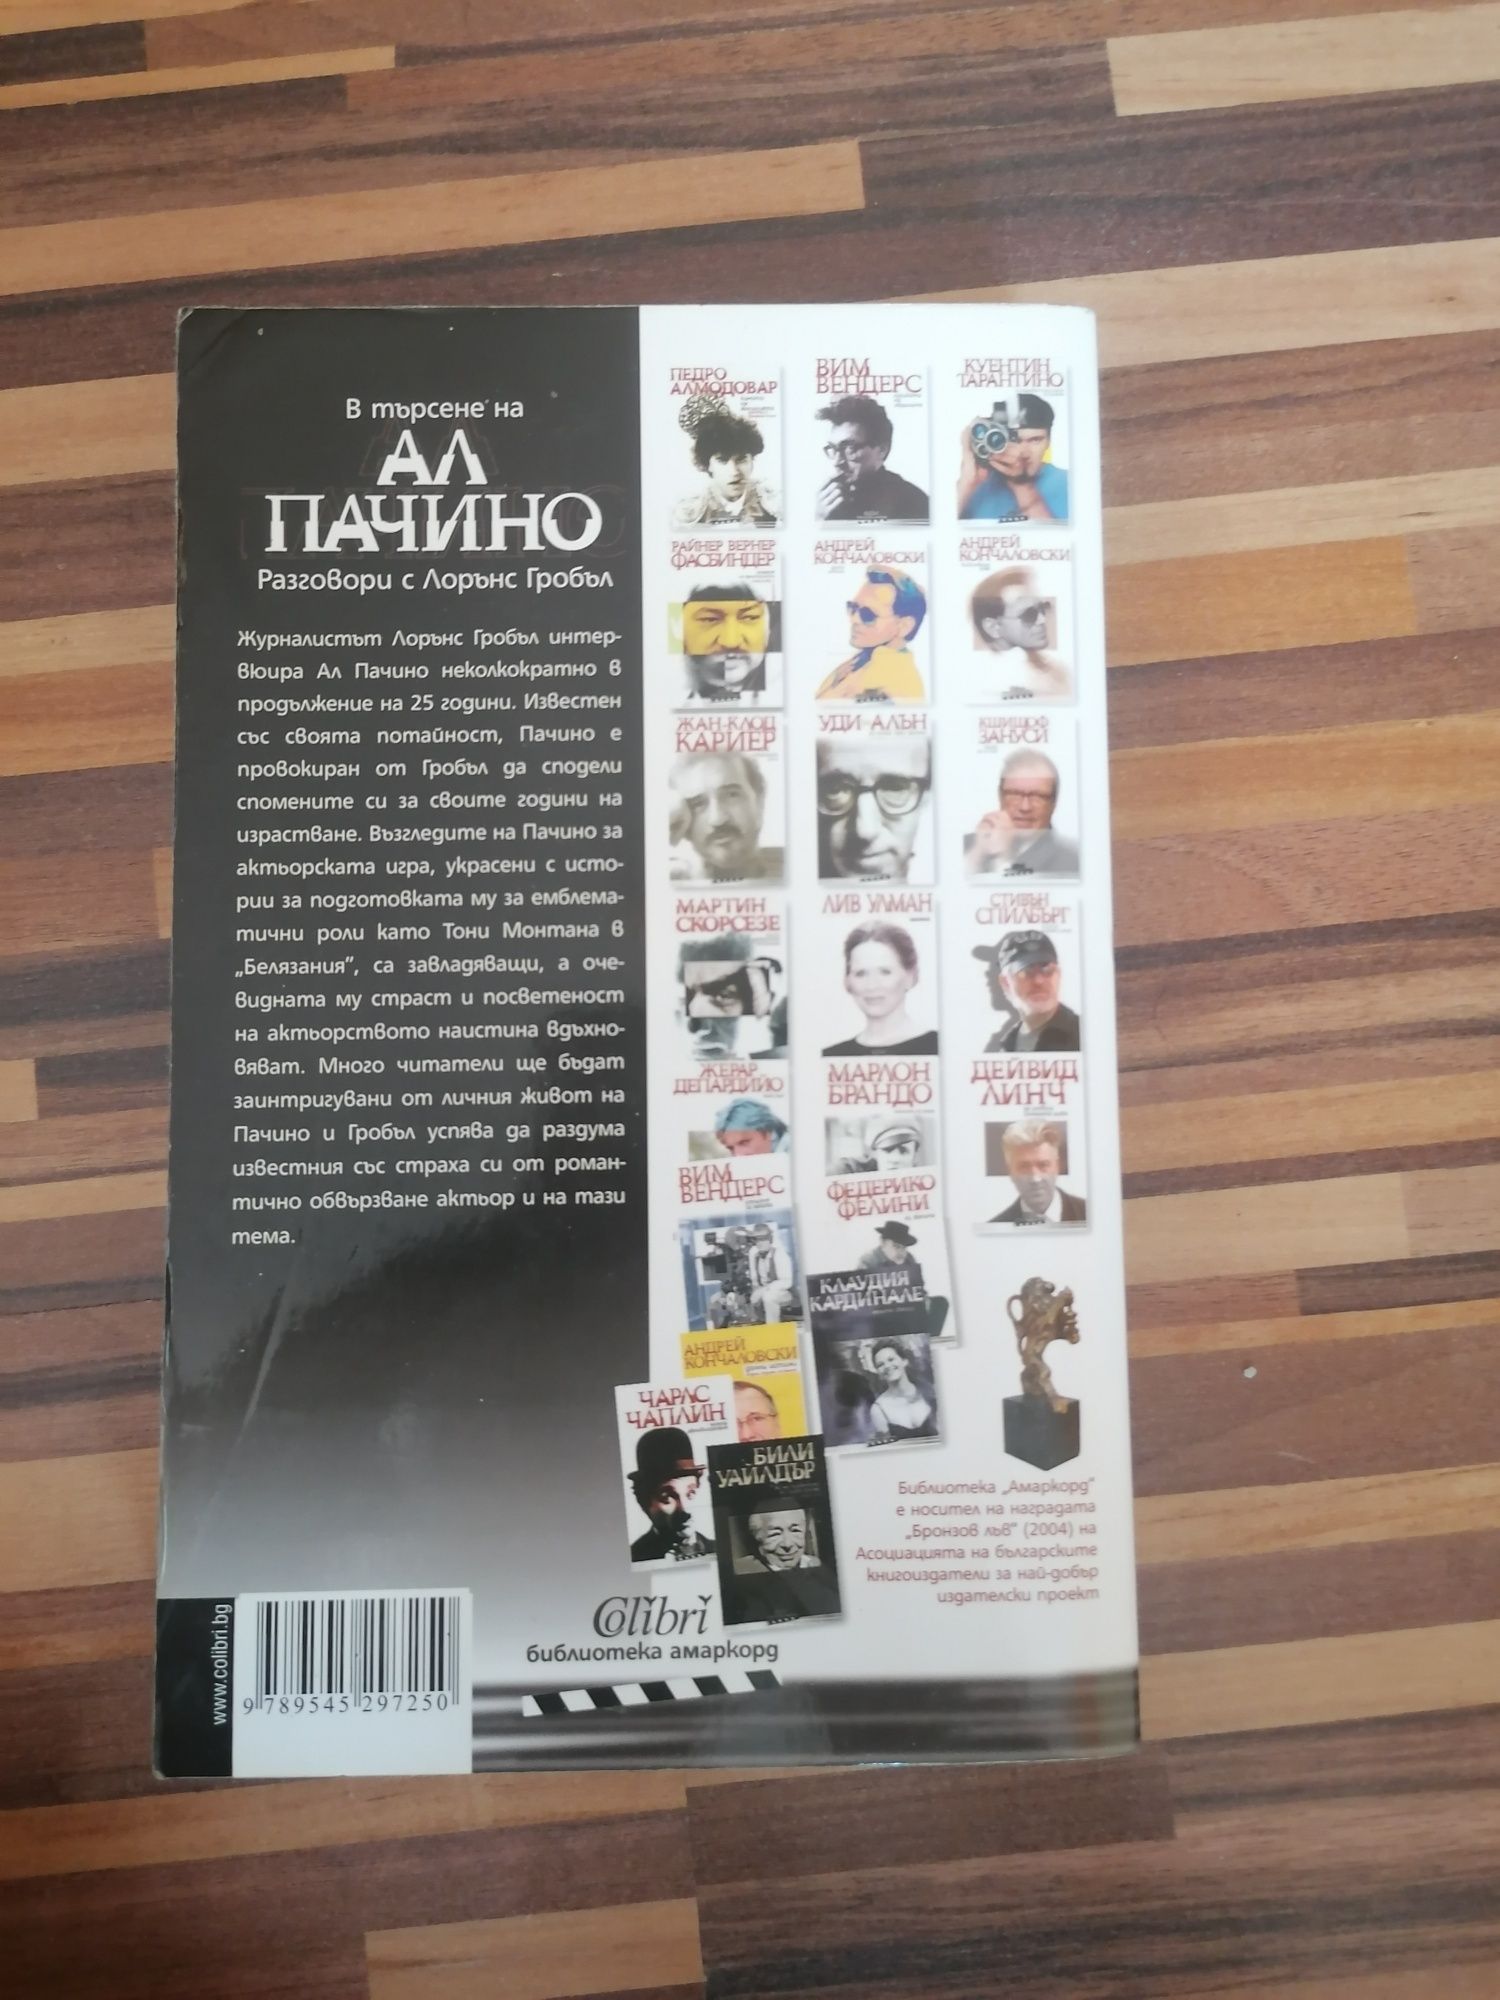 В търсене на
АЛ
ПАЧИНО
Разговори с Лорънс Гробъл
Журналистът Лорънс Гробъл интер-
вюира Ал Пачино неколкократно в
продължение на 25 години. Известен
със своята потайност, Пачино е
провокиран от Гробъл да сподели
спомените си за своите години на
израстване. Възгледите на Пачино за
актьорската игра, украсени с исто-
рии за подготовката му за емблема-
тични роли като Тони Монтана в
„Белязания", са завладяващи, а оче-
видната му страст и посветеност
на актьорството наистина вдъхно-
вяват. Много читатели ще бъдат
заинтригувани от личния живот на
Пачино и Гробъл успява да раздума
известния със страха си от роман-
тично обвързване актьор и на тази
тема.
ПЕДРО
АЛМОДОВАР
ВИМ
ВЕНДЕРС
КУЕНТИН
ТАРАНТИНО
РАЙНЕР ВЕРНЕР
ФАСБИНДЕР
АНДРЕЙ
КОНЧАЛОВСКИ
АНДРЕЙ
КОНЧАЛОВСКИ
ЖАН-КЛОД
КАРИЕР
УДИ АЛЪН
КШИЩОФ
ЗАНУСИ
МАРТИН
СКОРСЕЗЕ
ЛИВ УЛМАН
СТИВЪН
СПИЛБЪРГ
ЖЕРАР
ДЕПАРДИЙО
МАРЛОН
БРАНДО
ДЕЙВИД
ЛИНЧ
ВИМ
ВЕНДЕРС
ФЕДЕРИКО
ФЕЛИНИ
КЛАУДИЯ
КАРДИНАЛЕ
АНДРЕЙ
КОНЧАЛОВСКИ
ЧАРЛС
ЧАПЛИН
БИЛИ
УАЙЛДЪР
Библиотека „Амаркорд"
е носител на наградата
„Бронзов лъв" (2004) на
Асоциацията на българските
книгоиздатели за най-добър
издателски проект
Colibri
библиотека амаркорд
www.colibri.bg
9 789545 297250